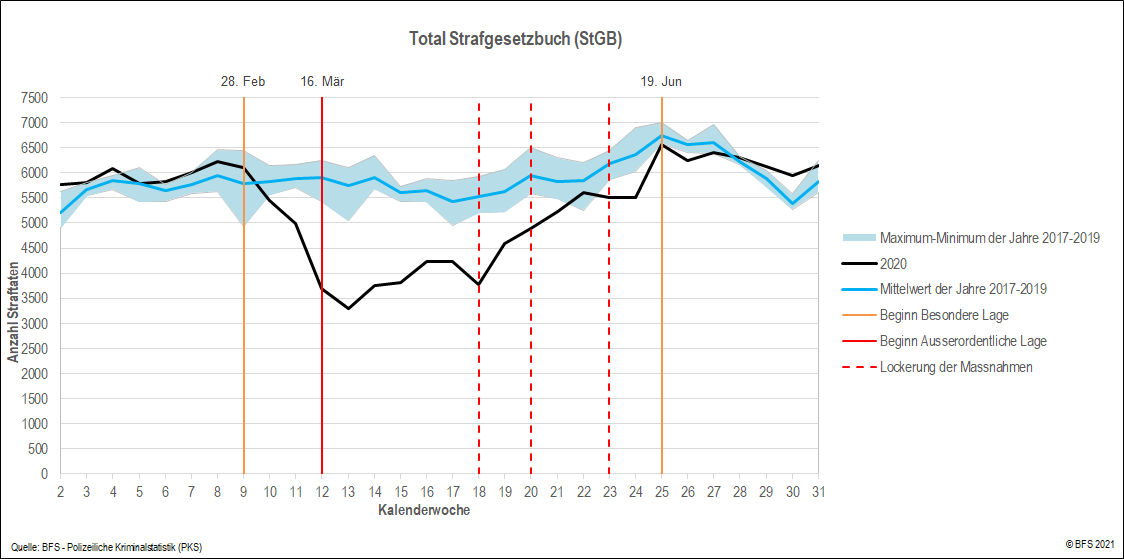 Total Strafgesetzbuch (StGB)
28. Feb 16. Mär 19. Jun
7500
7000
6500
6000
5500
5000
4500
4000
3500
3000
2500
2000
1500
1000
500
0
Anzahl Straftaten
2 3 4 5 6 7 8 9 10 11 12 13 14 15 16 17 18 19 20 21 22 23 24 25 26 27 28 29 30 31
Kalenderwoche
Maximum-Minimum der Jahre 2017-2019
2020
Mittelwert der Jahre 2017-2019
Beginn Besondere Lage
Beginn Ausserordentliche Lage
Lockerung der Massnahmen
Quelle: BFS - Polizeiliche Kriminalstatistik (PKS)
© BFS 2021